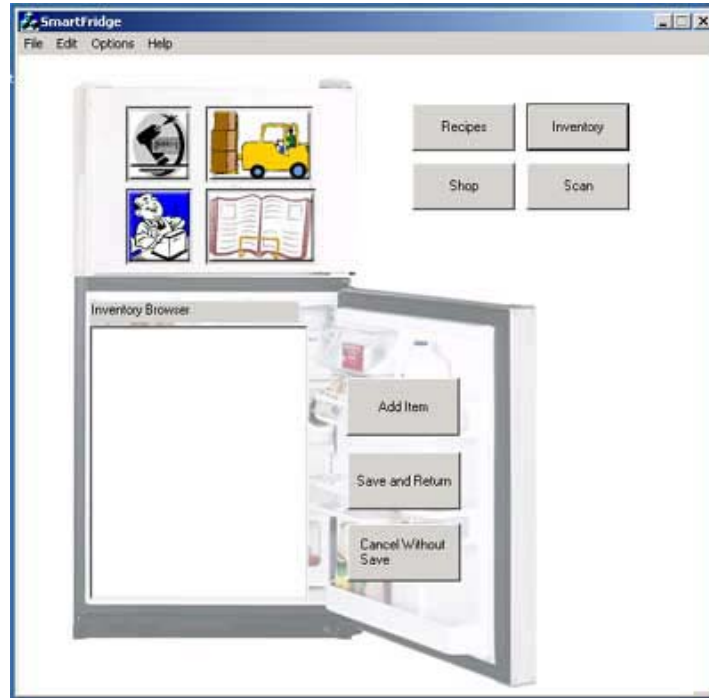 SmartFridge
File Edit Options Help
Recipes Inventory
Shop Scan
Inventory Browser
Add Item
Save and Return
Cancel Without
Save